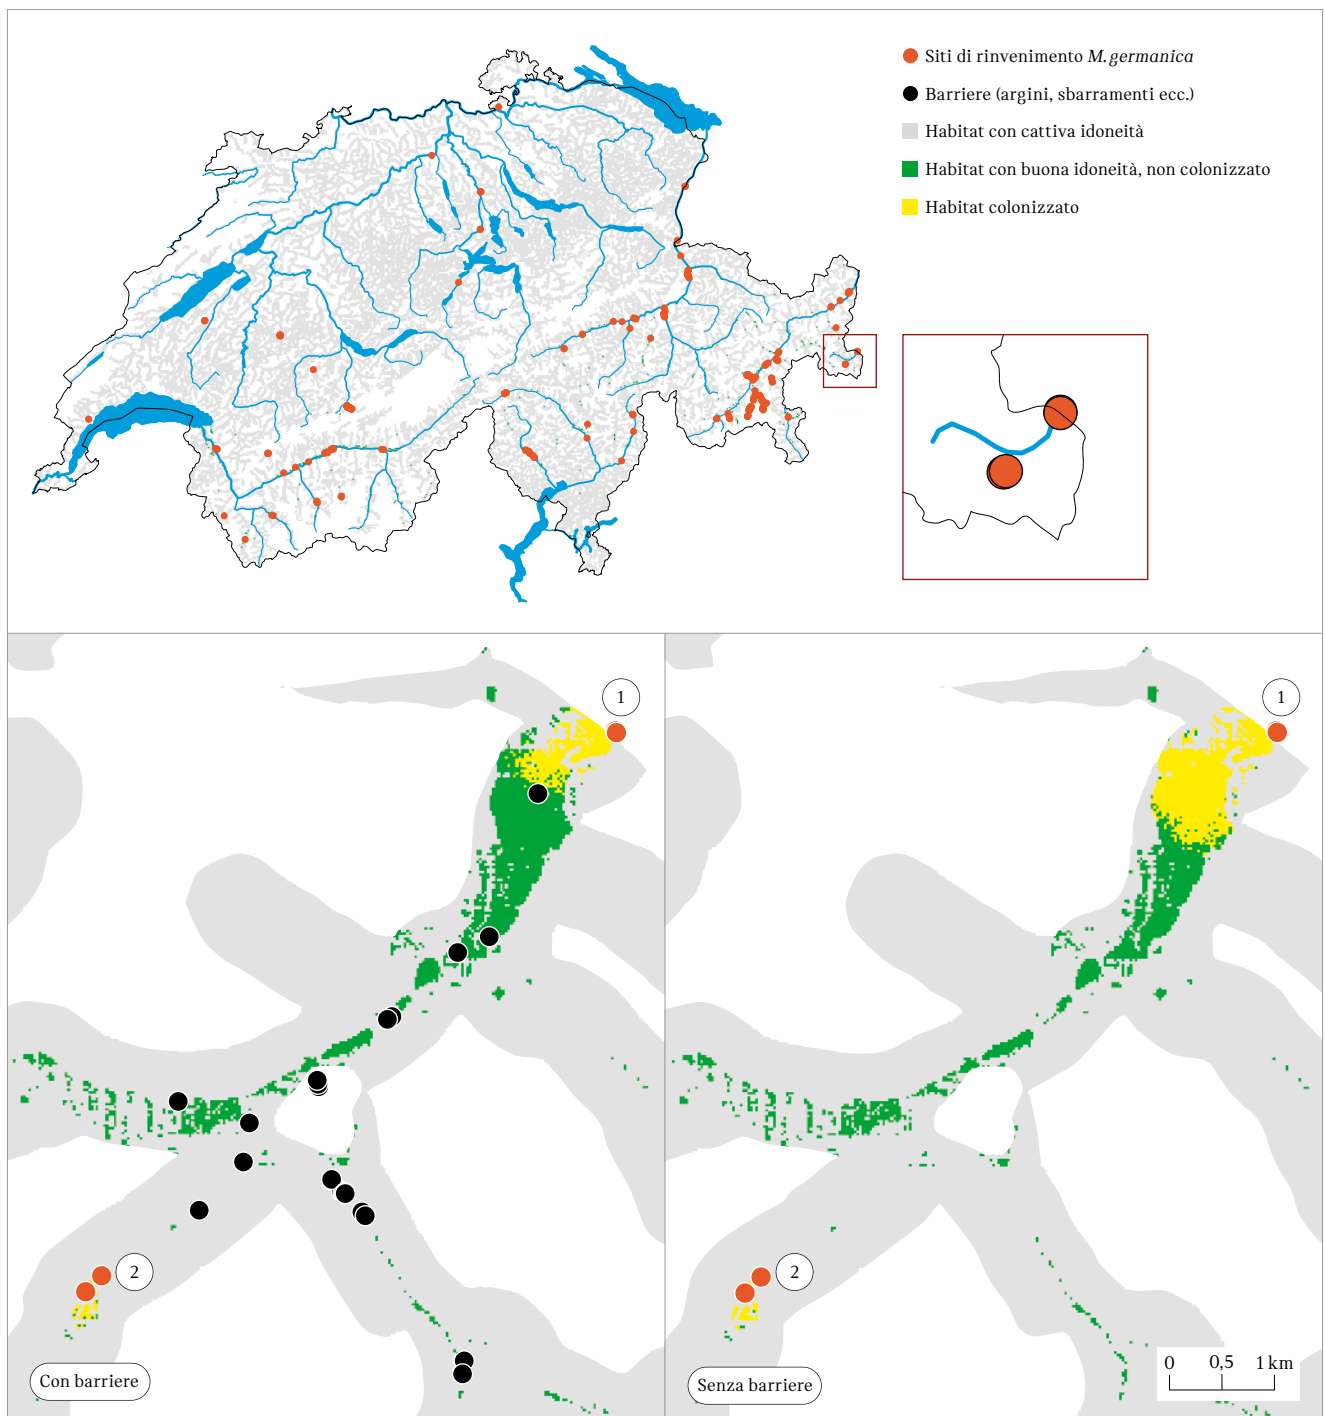 Siti di rinvenimento M. germanica
Barriere (argini, sbarramenti ecc.)
Habitat con cattiva idoneità
Habitat con buona idoneità, non colonizzato
Habitat colonizzato
1
2
Con barriere
1
2
Senza barriere
0 0,5 1 km